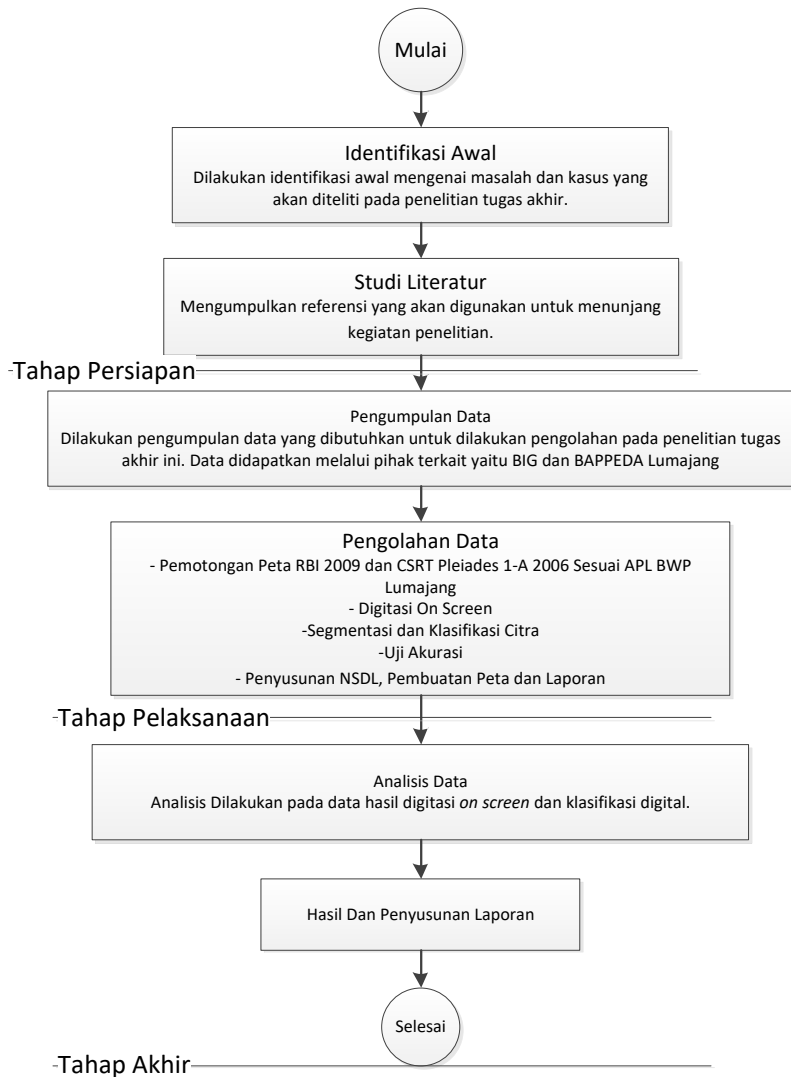 Mulai
Identifikasi Awal
Dilakukan identifikasi awal mengenai masalah dan kasus yang
akan diteliti pada penelitian tugas akhir.
Studi Literatur
Mengumpulkan referensi yang akan digunakan untuk menunjang
kegiatan penelitian.
Tahap Persiapan
Pengumpulan Data
Dilakukan pengumpulan data yang dibutuhkan untuk dilakukan pengolahan pada penelitian tugas
akhir ini. Data didapatkan melalui pihak terkait yaitu BIG dan BAPPEDA Lumajang
Pengolahan Data
- Pemotongan Peta RBI 2009 dan CSRT Pleiades 1-A 2006 Sesuai APL BWP
Lumajang
- Digitasi On Screen
-Segmentasi dan Klasifikasi Citra
-Uji Akurasi
- Penyusunan NSDL, Pembuatan Peta dan Laporan
Tahap Pelaksanaan
Analisis Data
Analisis Dilakukan pada data hasil digitasi on screen dan klasifikasi digital.
Hasil Dan Penyusunan Laporan
Selesai
Tahap Akhir